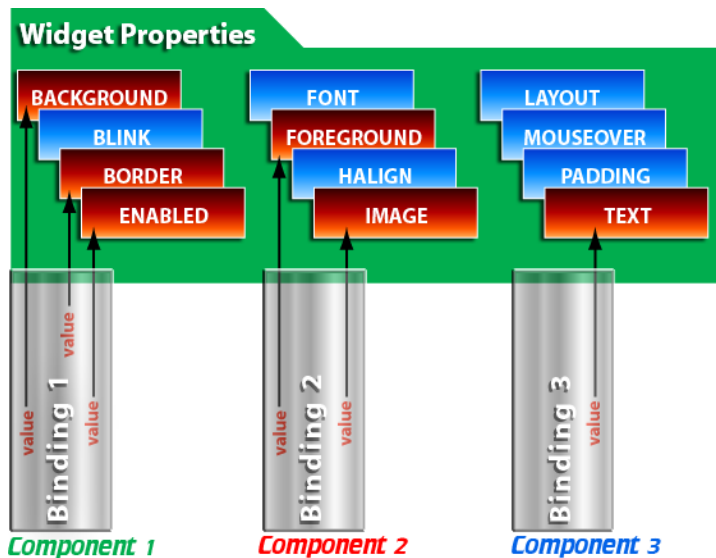 Widget Properties
BACKGROUND
BLINK
BORDER
ENABLED
FONT
FOREGROUND
HALIGN
IMAGE
LAYOUT
MOUSEOVER
PADDING
TEXT
value
value
value
Binding 1
value
value
Binding 2
value
Binding 3
Component 1
Component 2
Component 3